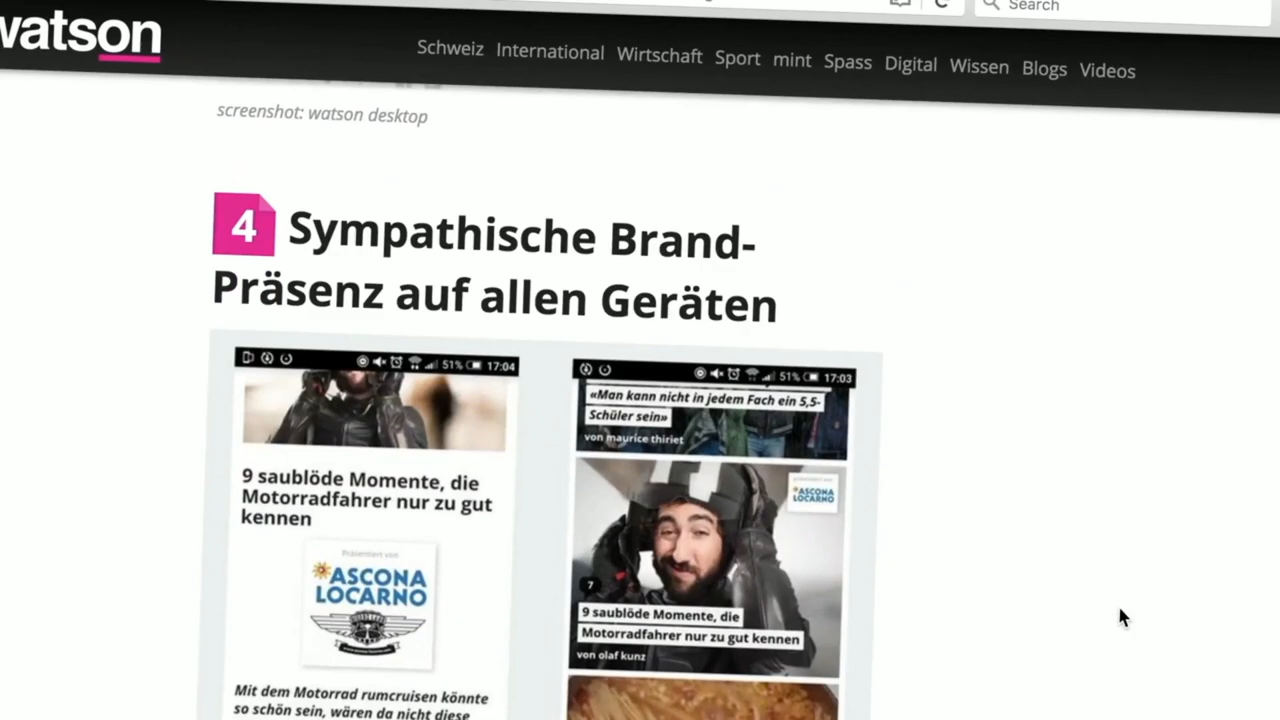 Search
watson
Schweiz International Wirtschaft Sport mint Spass Digital Wissen Blogs Videos
screenshot: watson desktop
4 Sympathische Brand-
Präsenz auf allen Geräten
51% 17:04
9 saublöde Momente, die
Motorradfahrer nur zu gut
kennen
Präsentiert von
ASCONA
LOCARNO
Mit dem Motorrad rumcruisen könnte
so schön sein, wären da nicht diese
51% 17:03
«Man kann nicht in jedem Fach ein 5,5-
Schüler sein»
von maurice thiriet
ASCONA
LOCARNO
7
9 saublöde Momente, die
Motorradfahrer nur zu gut kennen
von olaf kunz